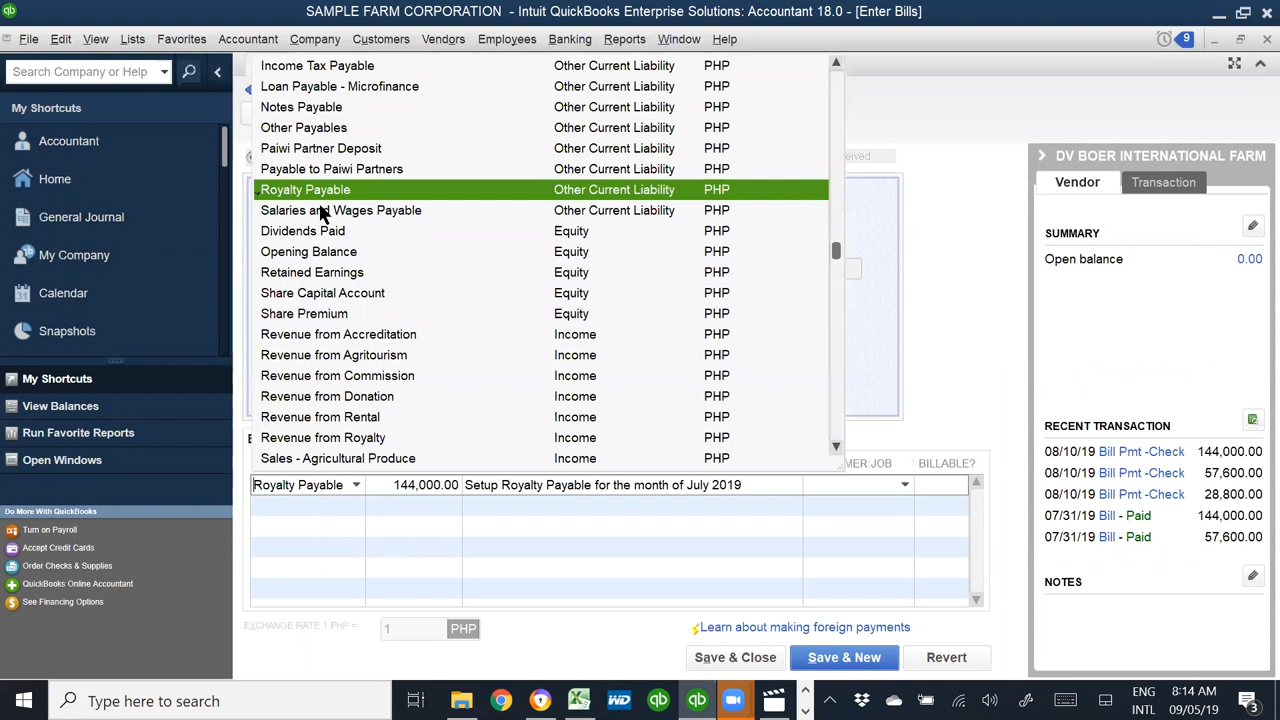 SAMPLE FARM CORPORATION - Intuit QuickBooks Enterprise Solutions: Accountant 18.0 - [Enter Bills]
File Edit View Lists Favorites Accountant Company Customers Vendors Employees Banking Reports Window Help
9
Search Company or Help
My Shortcuts
Accountant
Home
General Journal
My Company
Calendar
Snapshots
My Shortcuts
View Balances
Run Favorite Reports
Open Windows
Do More With QuickBooks
Turn on Payroll
Accept Credit Cards
Order Checks & Supplies
QuickBooks Online Accountant
See Financing Options
Income Tax Payable Other Current Liability PHP
Loan Payable - Microfinance Other Current Liability PHP
Notes Payable Other Current Liability PHP
Other Payables Other Current Liability PHP
Paiwi Partner Deposit Other Current Liability PHP
Payable to Paiwi Partners Other Current Liability PHP
Royalty Payable Other Current Liability PHP
Salaries and Wages Payable Other Current Liability PHP
Dividends Paid Equity PHP
Opening Balance Equity PHP
Retained Earnings Equity PHP
Share Capital Account Equity PHP
Share Premium Equity PHP
Revenue from Accreditation Income PHP
Revenue from Agritourism Income PHP
Revenue from Commission Income PHP
Revenue from Donation Income PHP
Revenue from Rental Income PHP
Revenue from Royalty Income PHP
Sales - Agricultural Produce Income PHP
MER:JOB BILLABLE?
Royalty Payable 144,000.00 Setup Royalty Payable for the month of July 2019
EXCHANGE RATE 1 PHP = 1 PHP
Learn about making foreign payments
Save & Close Save & New Revert
DV BOER INTERNATIONAL FARM
Vendor Transaction
SUMMARY
Open balance 0.00
RECENT TRANSACTION
08/10/19 Bill Pmt -Check 144,000.00
08/10/19 Bill Pmt -Check 57,600.00
08/10/19 Bill Pmt -Check 28,800.00
07/31/19 Bill - Paid 144,000.00
07/31/19 Bill - Paid 57,600.00
NOTES
Type here to search
WD
ENG
INTL
8:14 AM
09/05/19
3